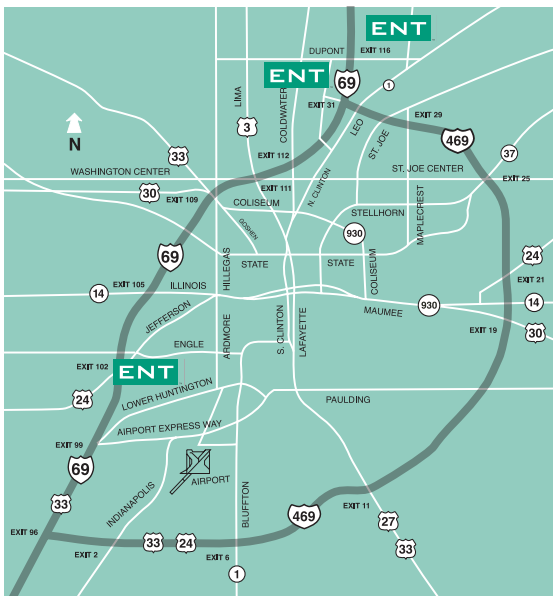 ENT
DUPONT
EXIT 116
ENT
69
1
LIMA
COLDWATER
EXIT 31
LEO
EXIT 29
3
ST. JOE
469
N
33
EXIT 112
37
WASHINGTON CENTER
ST. JOE CENTER
EXIT 25
30
EXIT 109
EXIT 111
N. CLINTON
COLISEUM
STELLHORN
MAPLECREST
GOSHEN
930
24
69
HILLEGAS
STATE
STATE
COLISEUM
EXIT 105
ILLINOIS
EXIT 21
14
930
14
JEFFERSON
MAUMEE
EXIT 19
30
ARDMORE
S. CLINTON
LAFAYETTE
ENGLE
EXIT 102
ENT
24
LOWER HUNTINGTON
PAULDING
AIRPORT EXPRESS WAY
EXIT 99
69
AIRPORT
33
INDIANAPOLIS
BLUFFTON
469
EXIT 11
EXIT 96
27
EXIT 2
33
24
EXIT 6
33
1